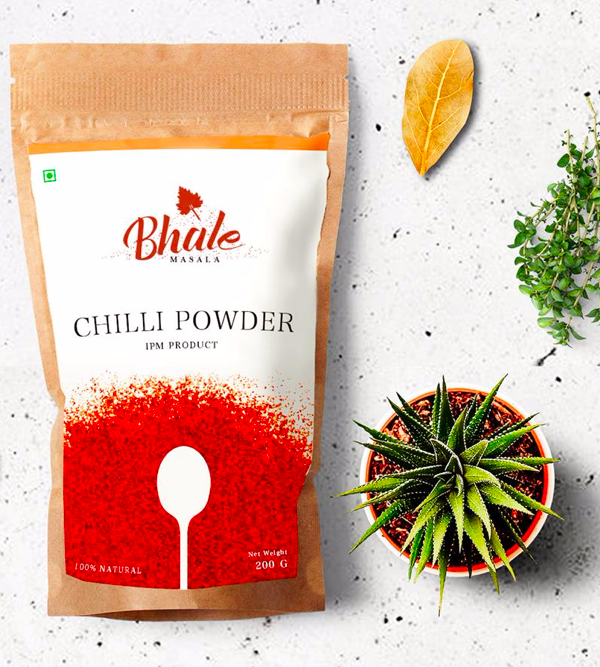 Bhale
MASALA
CHILLI POWDER
IPM PRODUCT
100% NATURAL
Net Weight
200 G